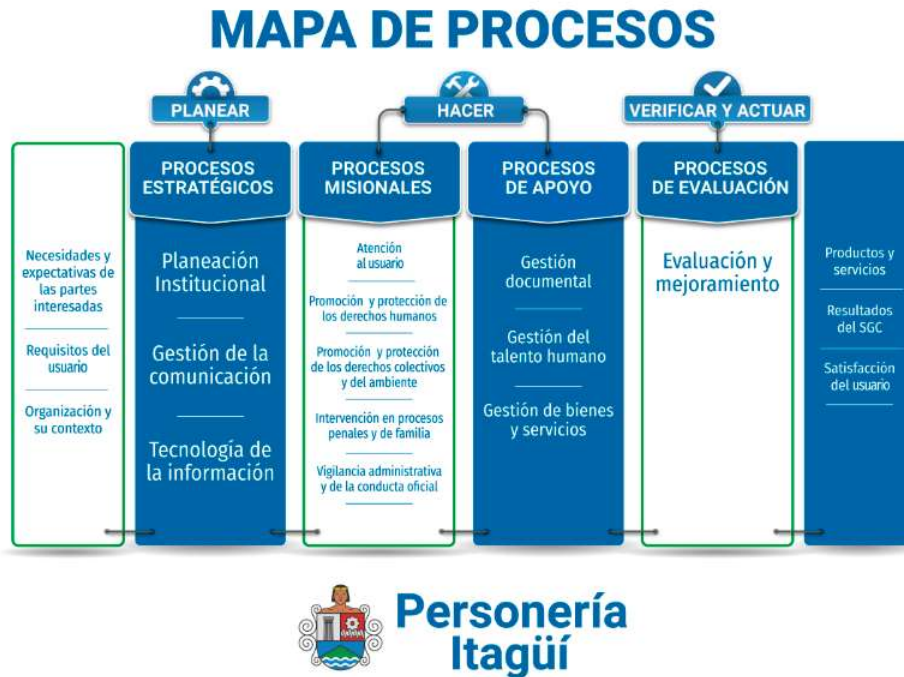 MAPA DE PROCESOS
PLANEAR
HACER
VERIFICAR Y ACTUAR
Necesidades y
expectativas de
las partes
interesadas
Requisitos del
usuario
Organización y
su contexto
PROCESOS
ESTRATÉGICOS
Planeación
Institucional
Gestión de la
comunicación
Tecnología de
la información
PROCESOS
MISIONALES
Atención
al usuario
Promoción y protección de
los derechos humanos
Promoción y protección
de los derechos colectivos
y del ambiente
Intervención en procesos
penales y de familia
Vigilancia administrativa
y de la conducta oficial
PROCESOS
DE APOYO
Gestión
documental
Gestión del
talento humano
Gestión de bienes
y servicios
PROCESOS
DE EVALUACIÓN
Evaluación y
mejoramiento
Productos y
servicios
Resultados
del SGC
Satisfacción
del usuario
Personería
Itagüí